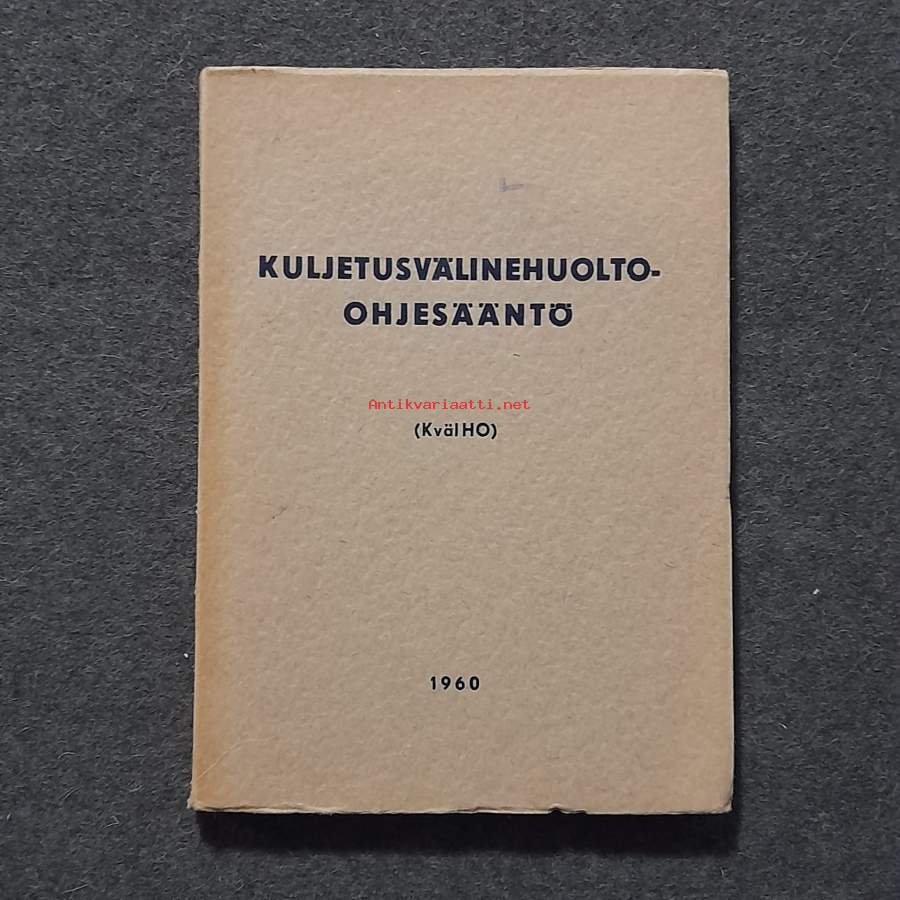 KULJETUSVÄLINEHUOLTO-
OHJESÄÄNTÖ
Antikvariaatti.net
(KvälHO)
1960